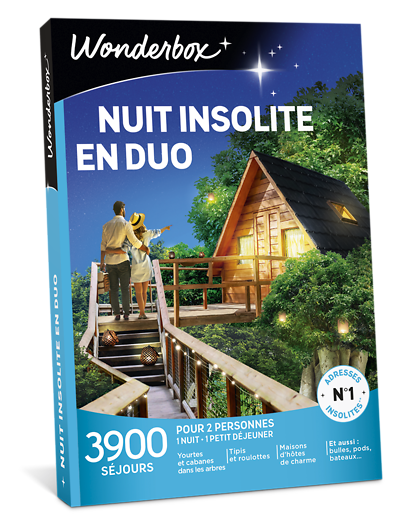 Wonderbox
Wonderbox
NUIT INSOLITE
EN DUO
NUIT INSOLITE EN DUO
ADRESSES
N°1
INSOLITES
3900
SÉJOURS
POUR 2 PERSONNES
1 NUIT - 1 PETIT DÉJEUNER
Yourtes
et cabanes
dans les arbres
Tipis
et roulottes
Maisons
d'hôtes
de charme
Et aussi :
bulles, pods,
bateaux...